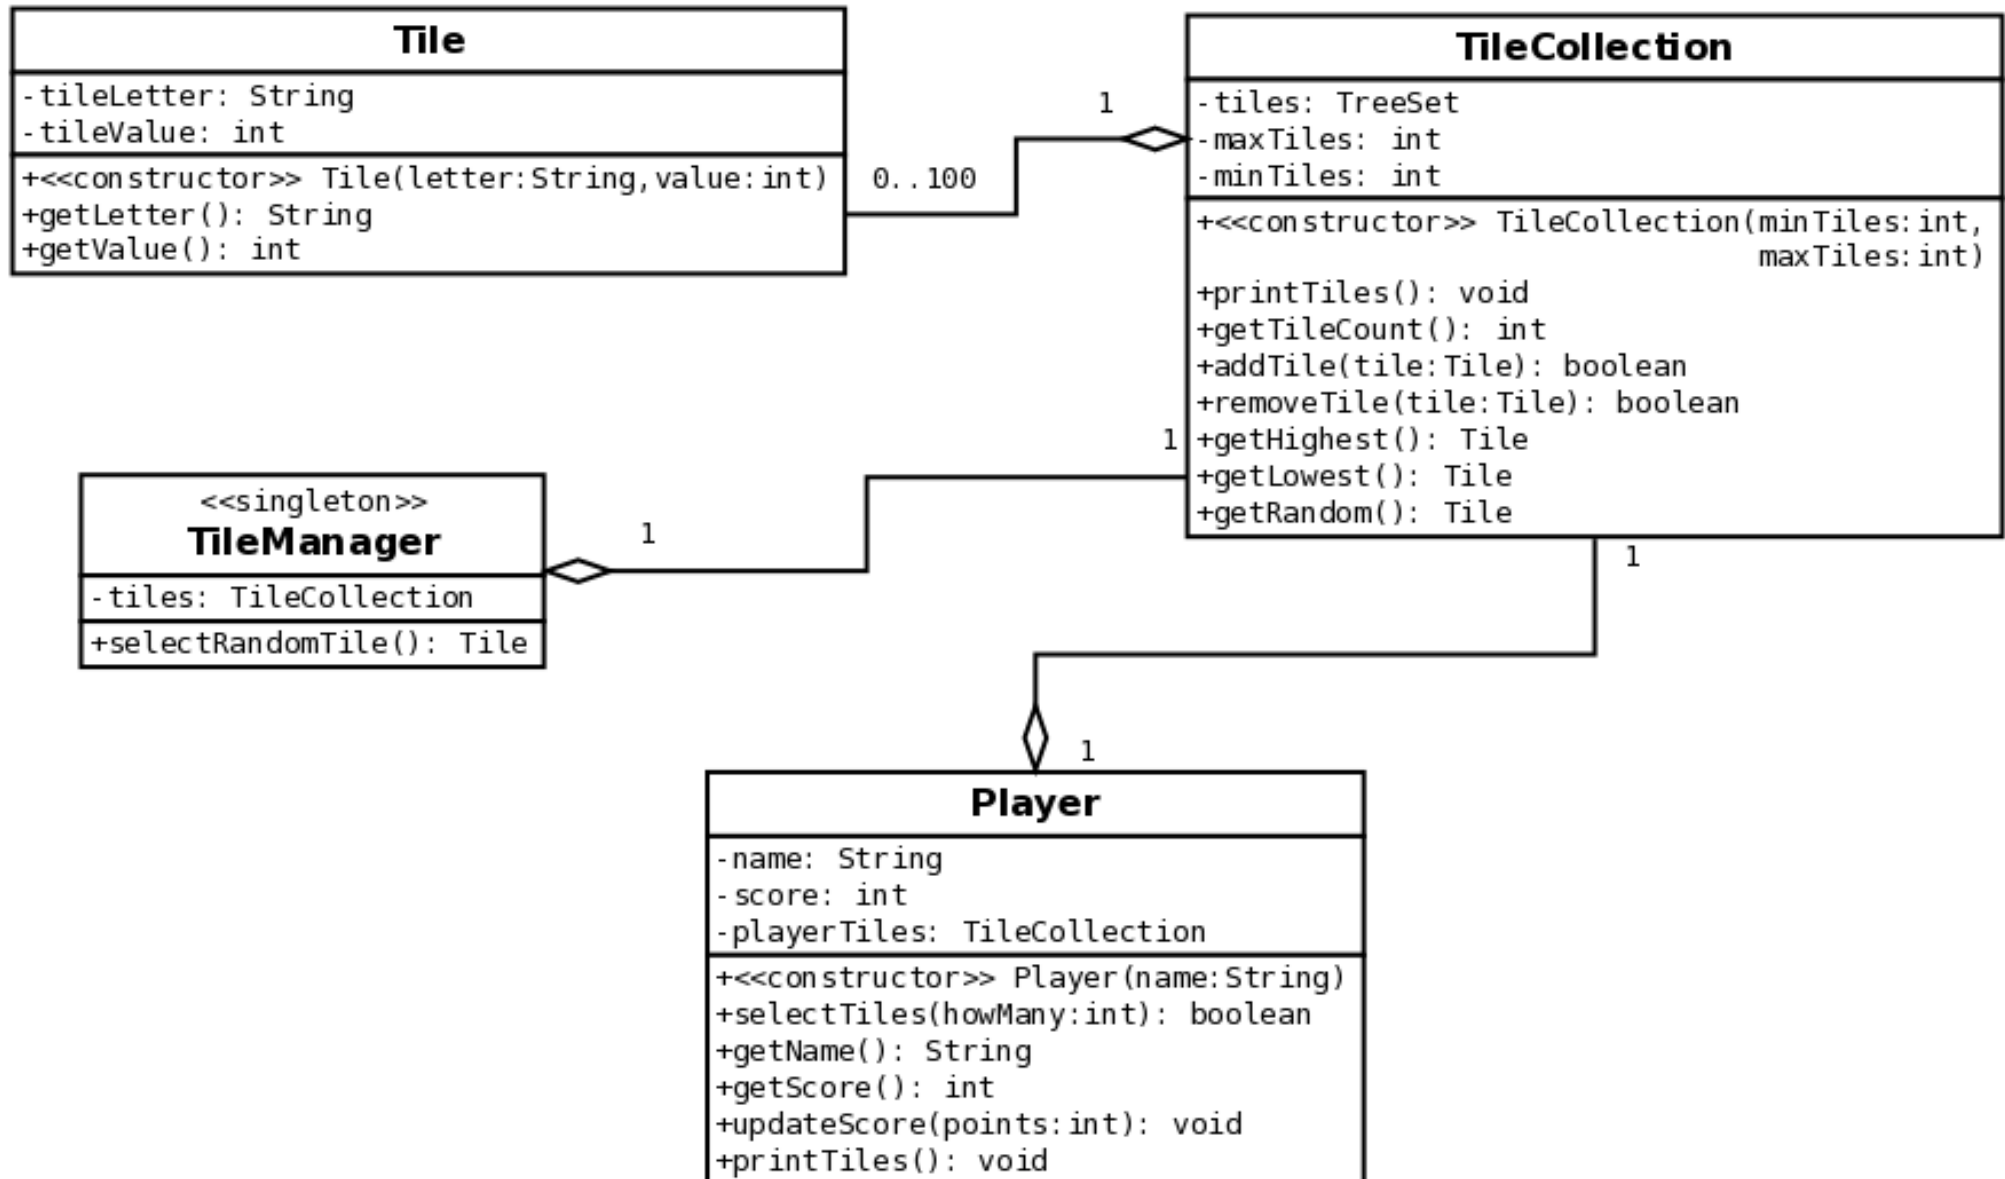 Tile
-tileLetter: String
-tileValue: int
+<<constructor>> Tile(letter:String,value:int)
+getLetter(): String
+getValue(): int
0..100
1
TileCollection
-tiles: TreeSet
-maxTiles: int
-minTiles: int
+<<constructor>> TileCollection(minTiles:int,
maxTiles:int)
+printTiles(): void
+getTileCount(): int
+addTile(tile:Tile): boolean
+removeTile(tile:Tile): boolean
+getHighest(): Tile
+getLowest(): Tile
+getRandom(): Tile
1
1
<<singleton>>
TileManager
-tiles: TileCollection
+selectRandomTile(): Tile
1
1
Player
-name: String
-score: int
-playerTiles: TileCollection
+<<constructor>> Player(name:String)
+selectTiles(howMany:int): boolean
+getName(): String
+getScore(): int
+updateScore(points:int): void
+printTiles(): void